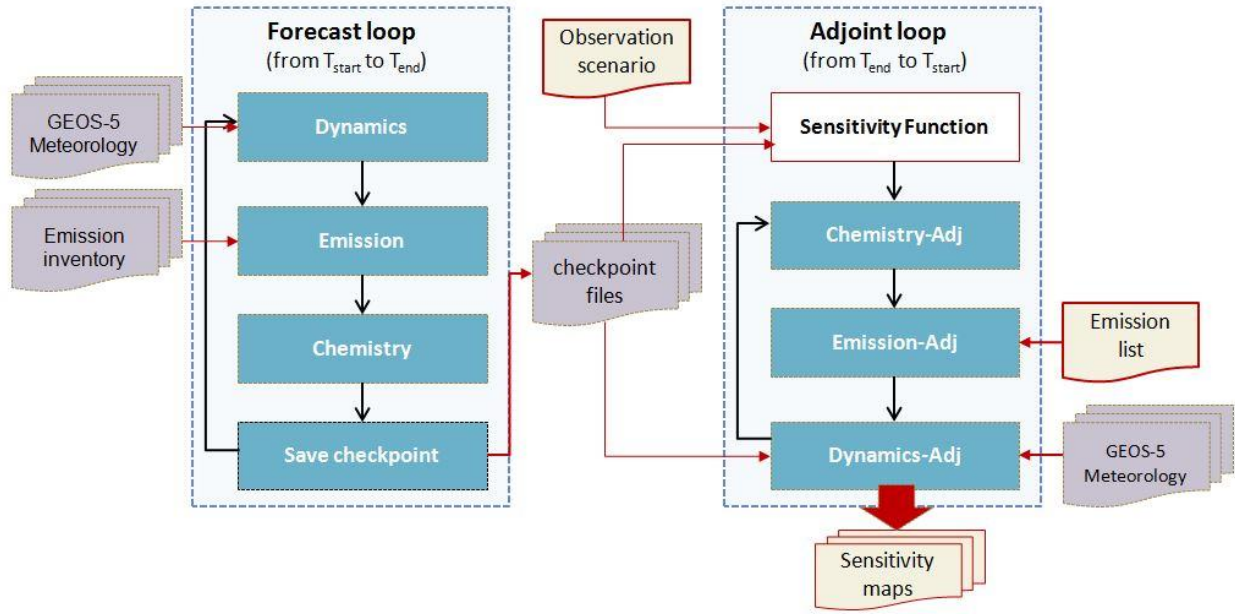 Forecast loop
(from Tstart to Tend)
GEOS-5
Meteorology
Dynamics
Emission
inventory
Emission
Chemistry
Save checkpoint
Observation
scenario
checkpoint
files
Adjoint loop
(from Tend to Tstart)
Sensitivity Function
Chemistry-Adj
Emission-Adj
Emission
list
Dynamics-Adj
GEOS-5
Meteorology
Sensitivity
maps